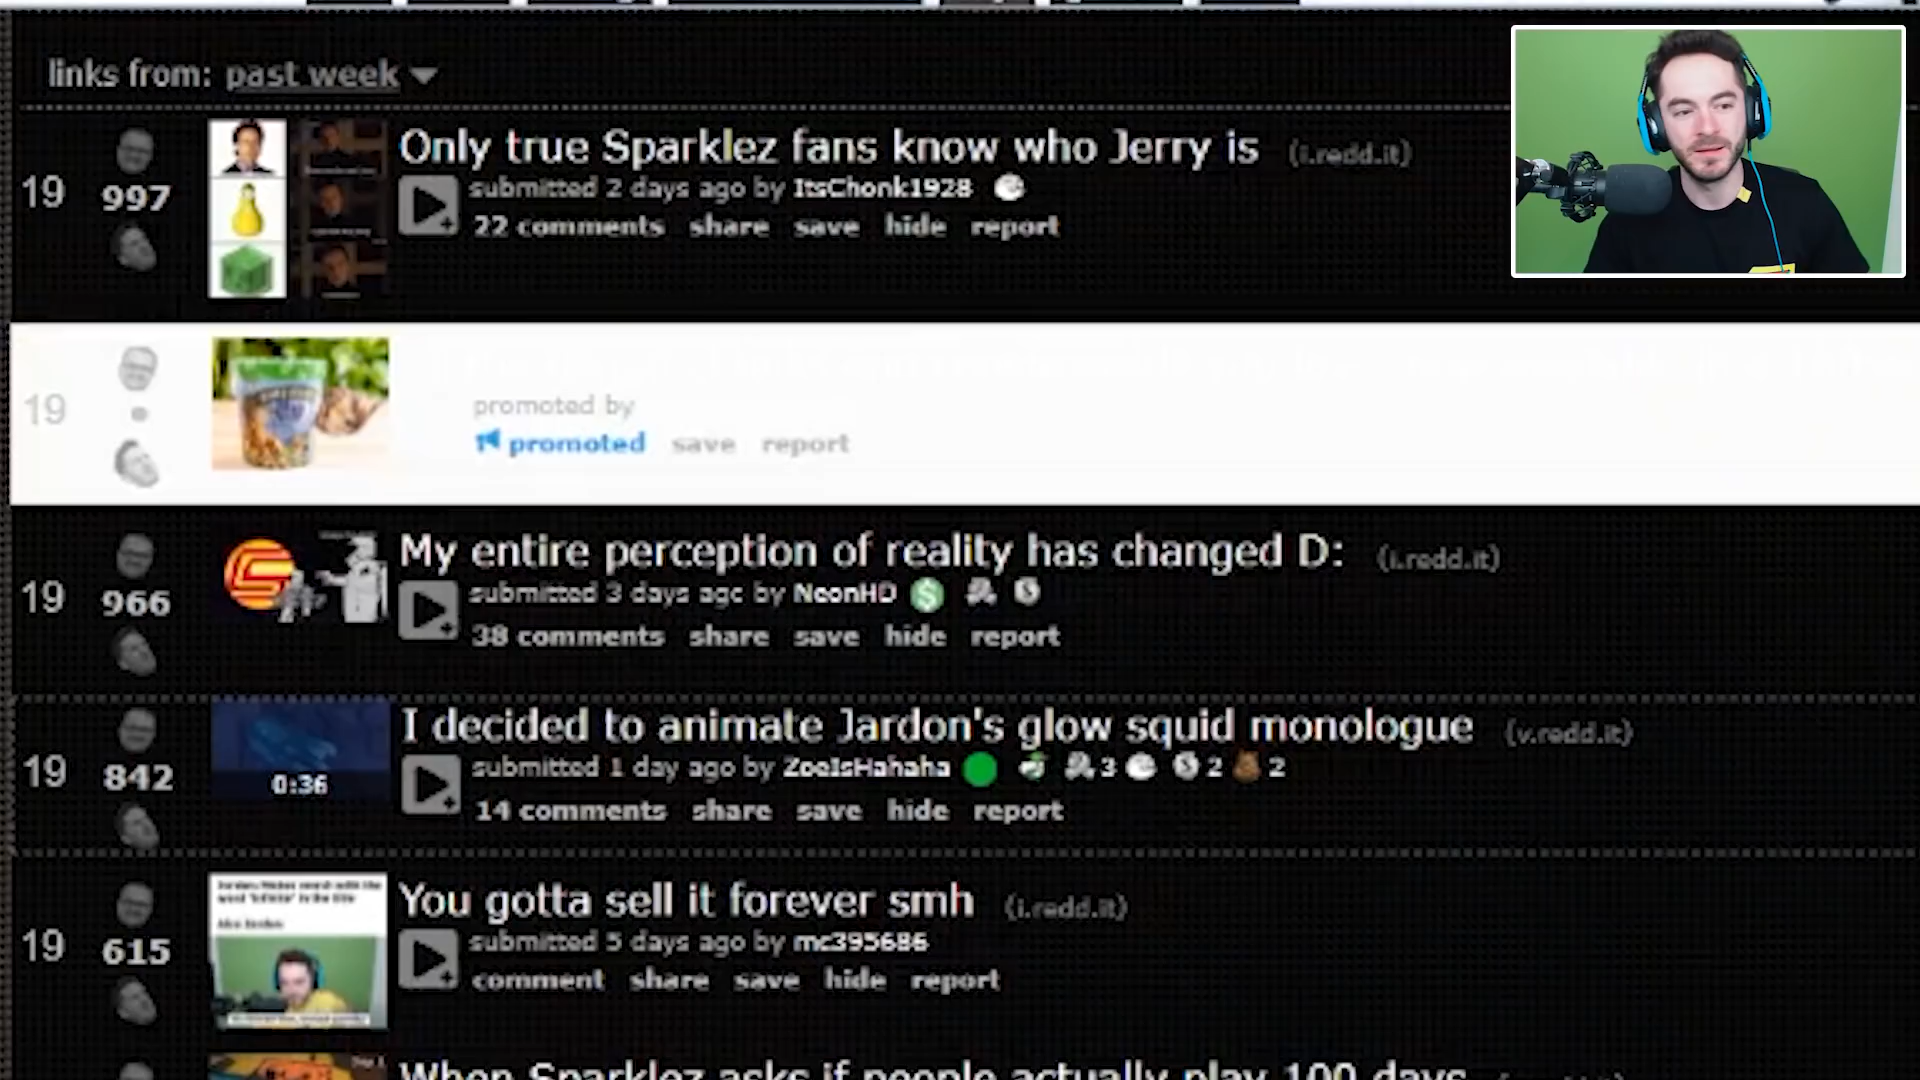 links from: past week
19
997
Only true Sparklez fans know who Jerry is (i.redd.it)
submitted 2 days ago by ItsChonk1928
22 comments share save hide report
19
promoted by
promoted save report
19
966
My entire perception of reality has changed D: (i.redd.it)
submitted 3 days ago by NeonHD
38 comments share save hide report
19
842
0:36
I decided to animate Jardon's glow squid monologue (v.redd.it)
submitted 1 day ago by ZoeIsHahaha 3 2 2
14 comments share save hide report
19
615
You gotta sell it forever smh (i.redd.it)
submitted 5 days ago by mc395686
comment share save hide report
When Sparklez asks if people actually play 100 days